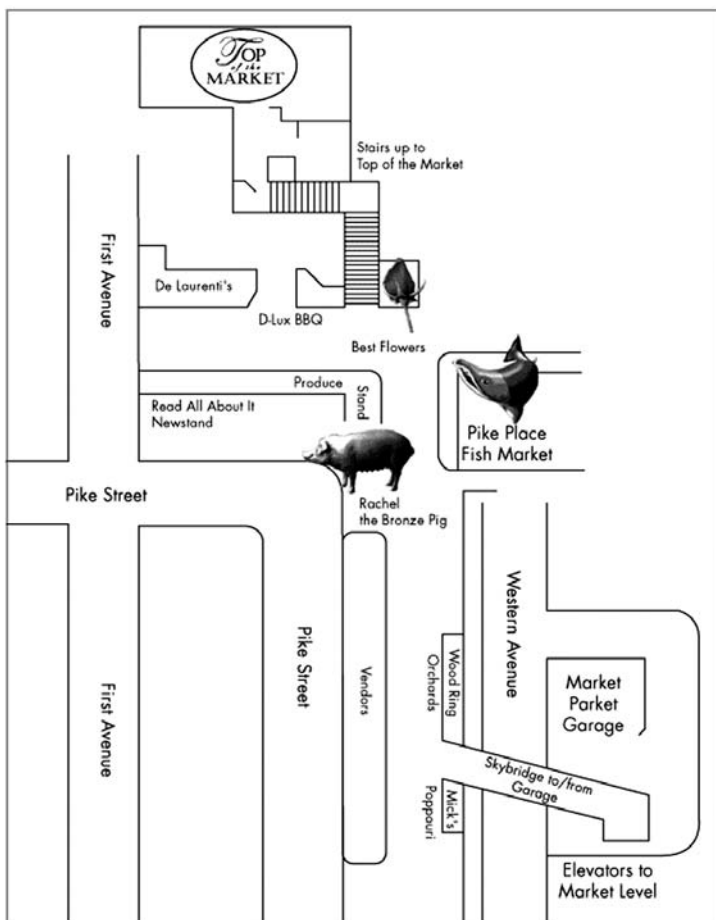 Top
of the
MARKET
Stairs up to
Top of the Market
First Avenue
De Laurenti's
D-Lux BBQ
Best Flowers
Produce
Stand
Read All About It
Newstand
Pike Place
Fish Market
Pike Street
Rachel
the Bronze Pig
First Avenue
Pike Street
Vendors
Wood Ring
Orchards
Western Avenue
Market
Parket
Garage
Skybridge to/from
Garage
Mick's
Poppouri
Elevators to
Market Level